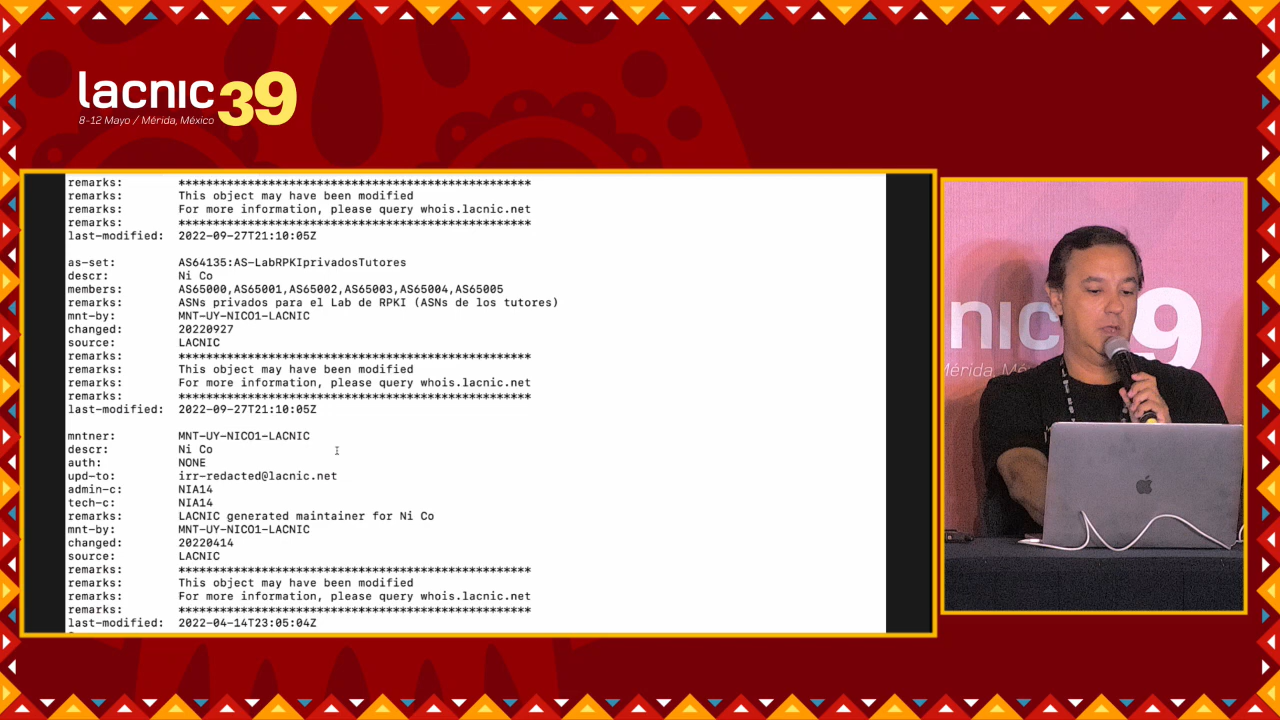 lacnic 39
8-12 Mayo / Mérida, México
remarks: ***************************************************
remarks: This object may have been modified
remarks: For more information, please query whois.lacnic.net
remarks: ***************************************************
last-modified: 2022-09-27T21:10:05Z
as-set: AS64135:AS-LabRPKIprivadosTutores
descr: Ni Co
members: AS65000,AS65001,AS65002,AS65003,AS65004,AS65005
remarks: ASNs privados para el Lab de RPKI (ASNs de los tutores)
mnt-by: MNT-UY-NICO1-LACNIC
changed: 20220927
source: LACNIC
remarks: ***************************************************
remarks: This object may have been modified
remarks: For more information, please query whois.lacnic.net
remarks: ***************************************************
last-modified: 2022-09-27T21:10:05Z
mntner: MNT-UY-NICO1-LACNIC
descr: Ni Co
auth: NONE
upd-to: irr-redacted@lacnic.net
admin-c: NIA14
tech-c: NIA14
remarks: LACNIC generated maintainer for Ni Co
mnt-by: MNT-UY-NICO1-LACNIC
changed: 20220414
source: LACNIC
remarks: ***************************************************
remarks: This object may have been modified
remarks: For more information, please query whois.lacnic.net
remarks: ***************************************************
last-modified: 2022-04-14T23:05:04Z
nic 9
Mérida, Mé